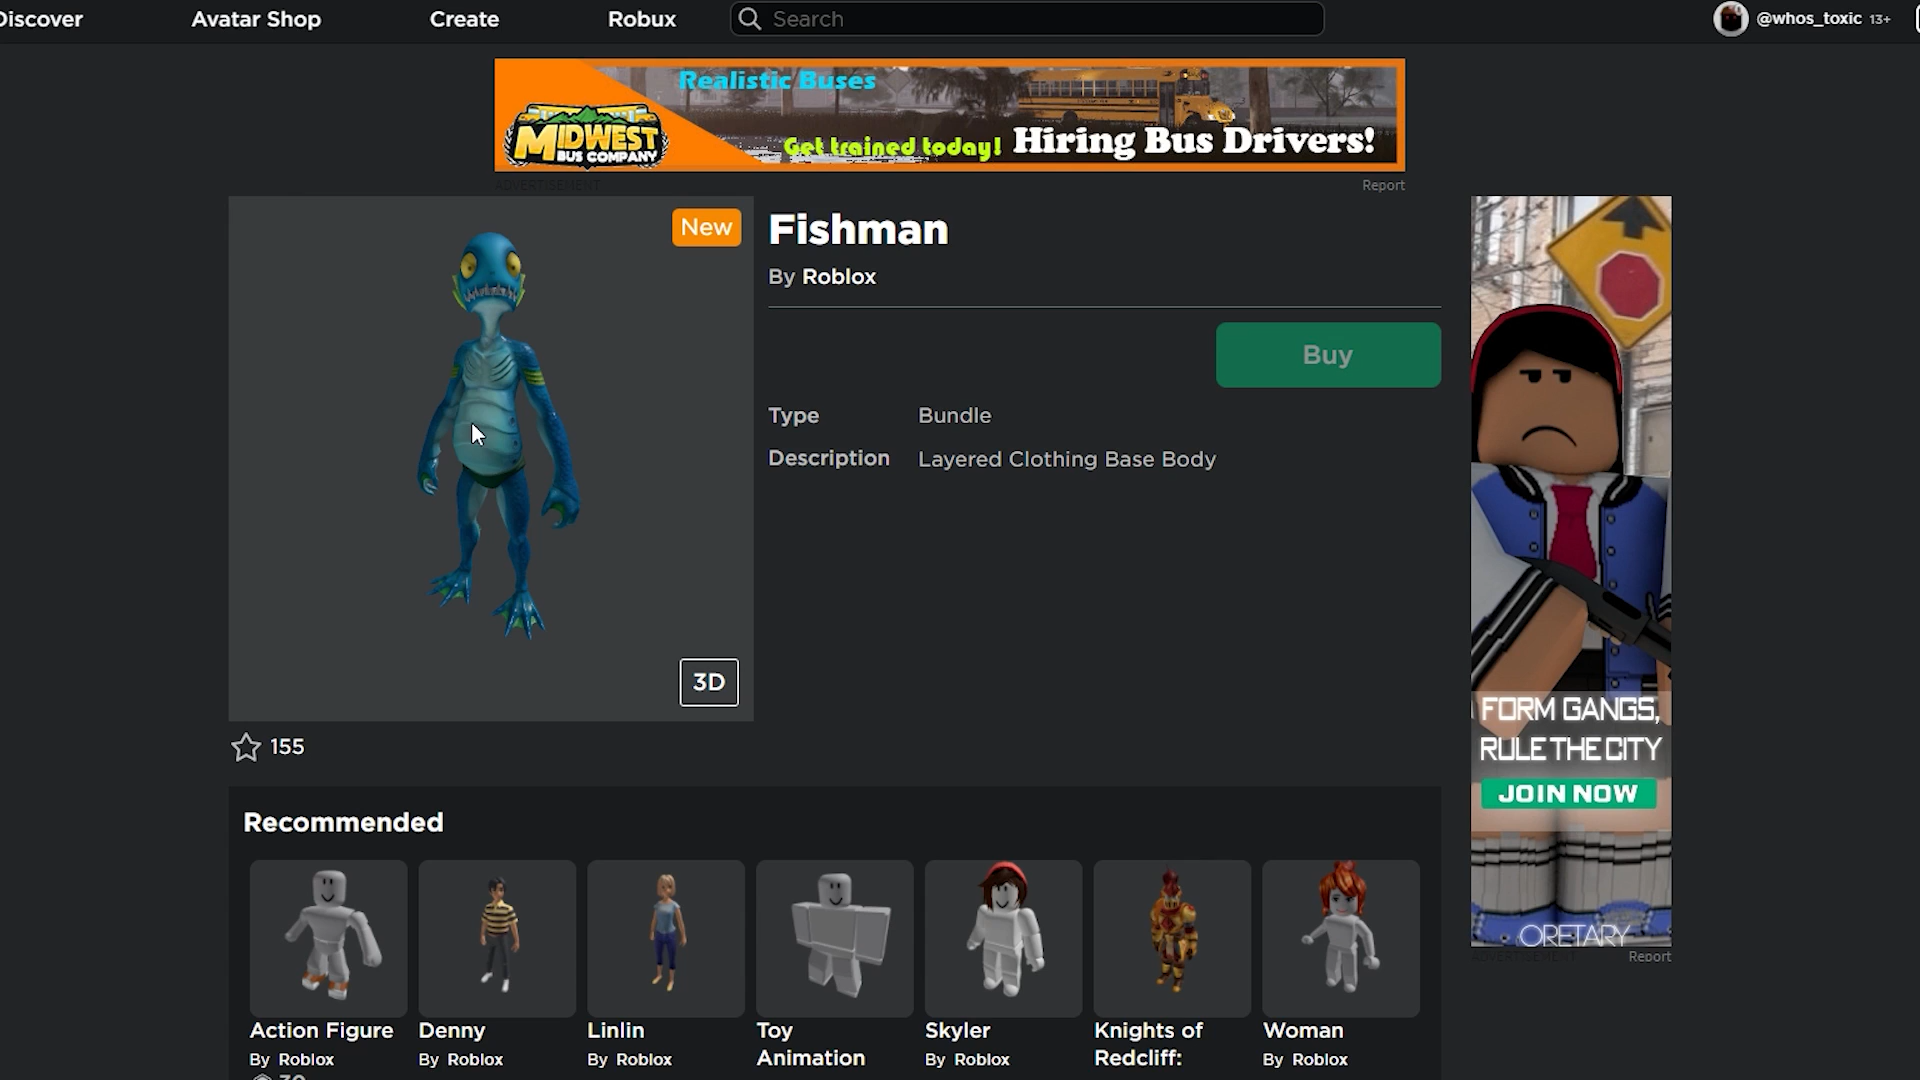 Discover
Avatar Shop
Create
Robux
Search
@whos_toxic 13+
Realistic Buses
MIDWEST
BUS COMPANY
Get trained today!
Hiring Bus Drivers!
ADVERTISEMENT
Report
New
Fishman
By Roblox
Buy
Type
Bundle
Description
Layered Clothing Base Body
3D
155
FORM GANGS,
RULE THE CITY
JOIN NOW
ORETARY
ADVERTISEMENT
Report
Recommended
Action Figure
By Roblox
Denny
By Roblox
Linlin
By Roblox
Toy
Animation
Skyler
By Roblox
Knights of
Redcliff:
Woman
By Roblox